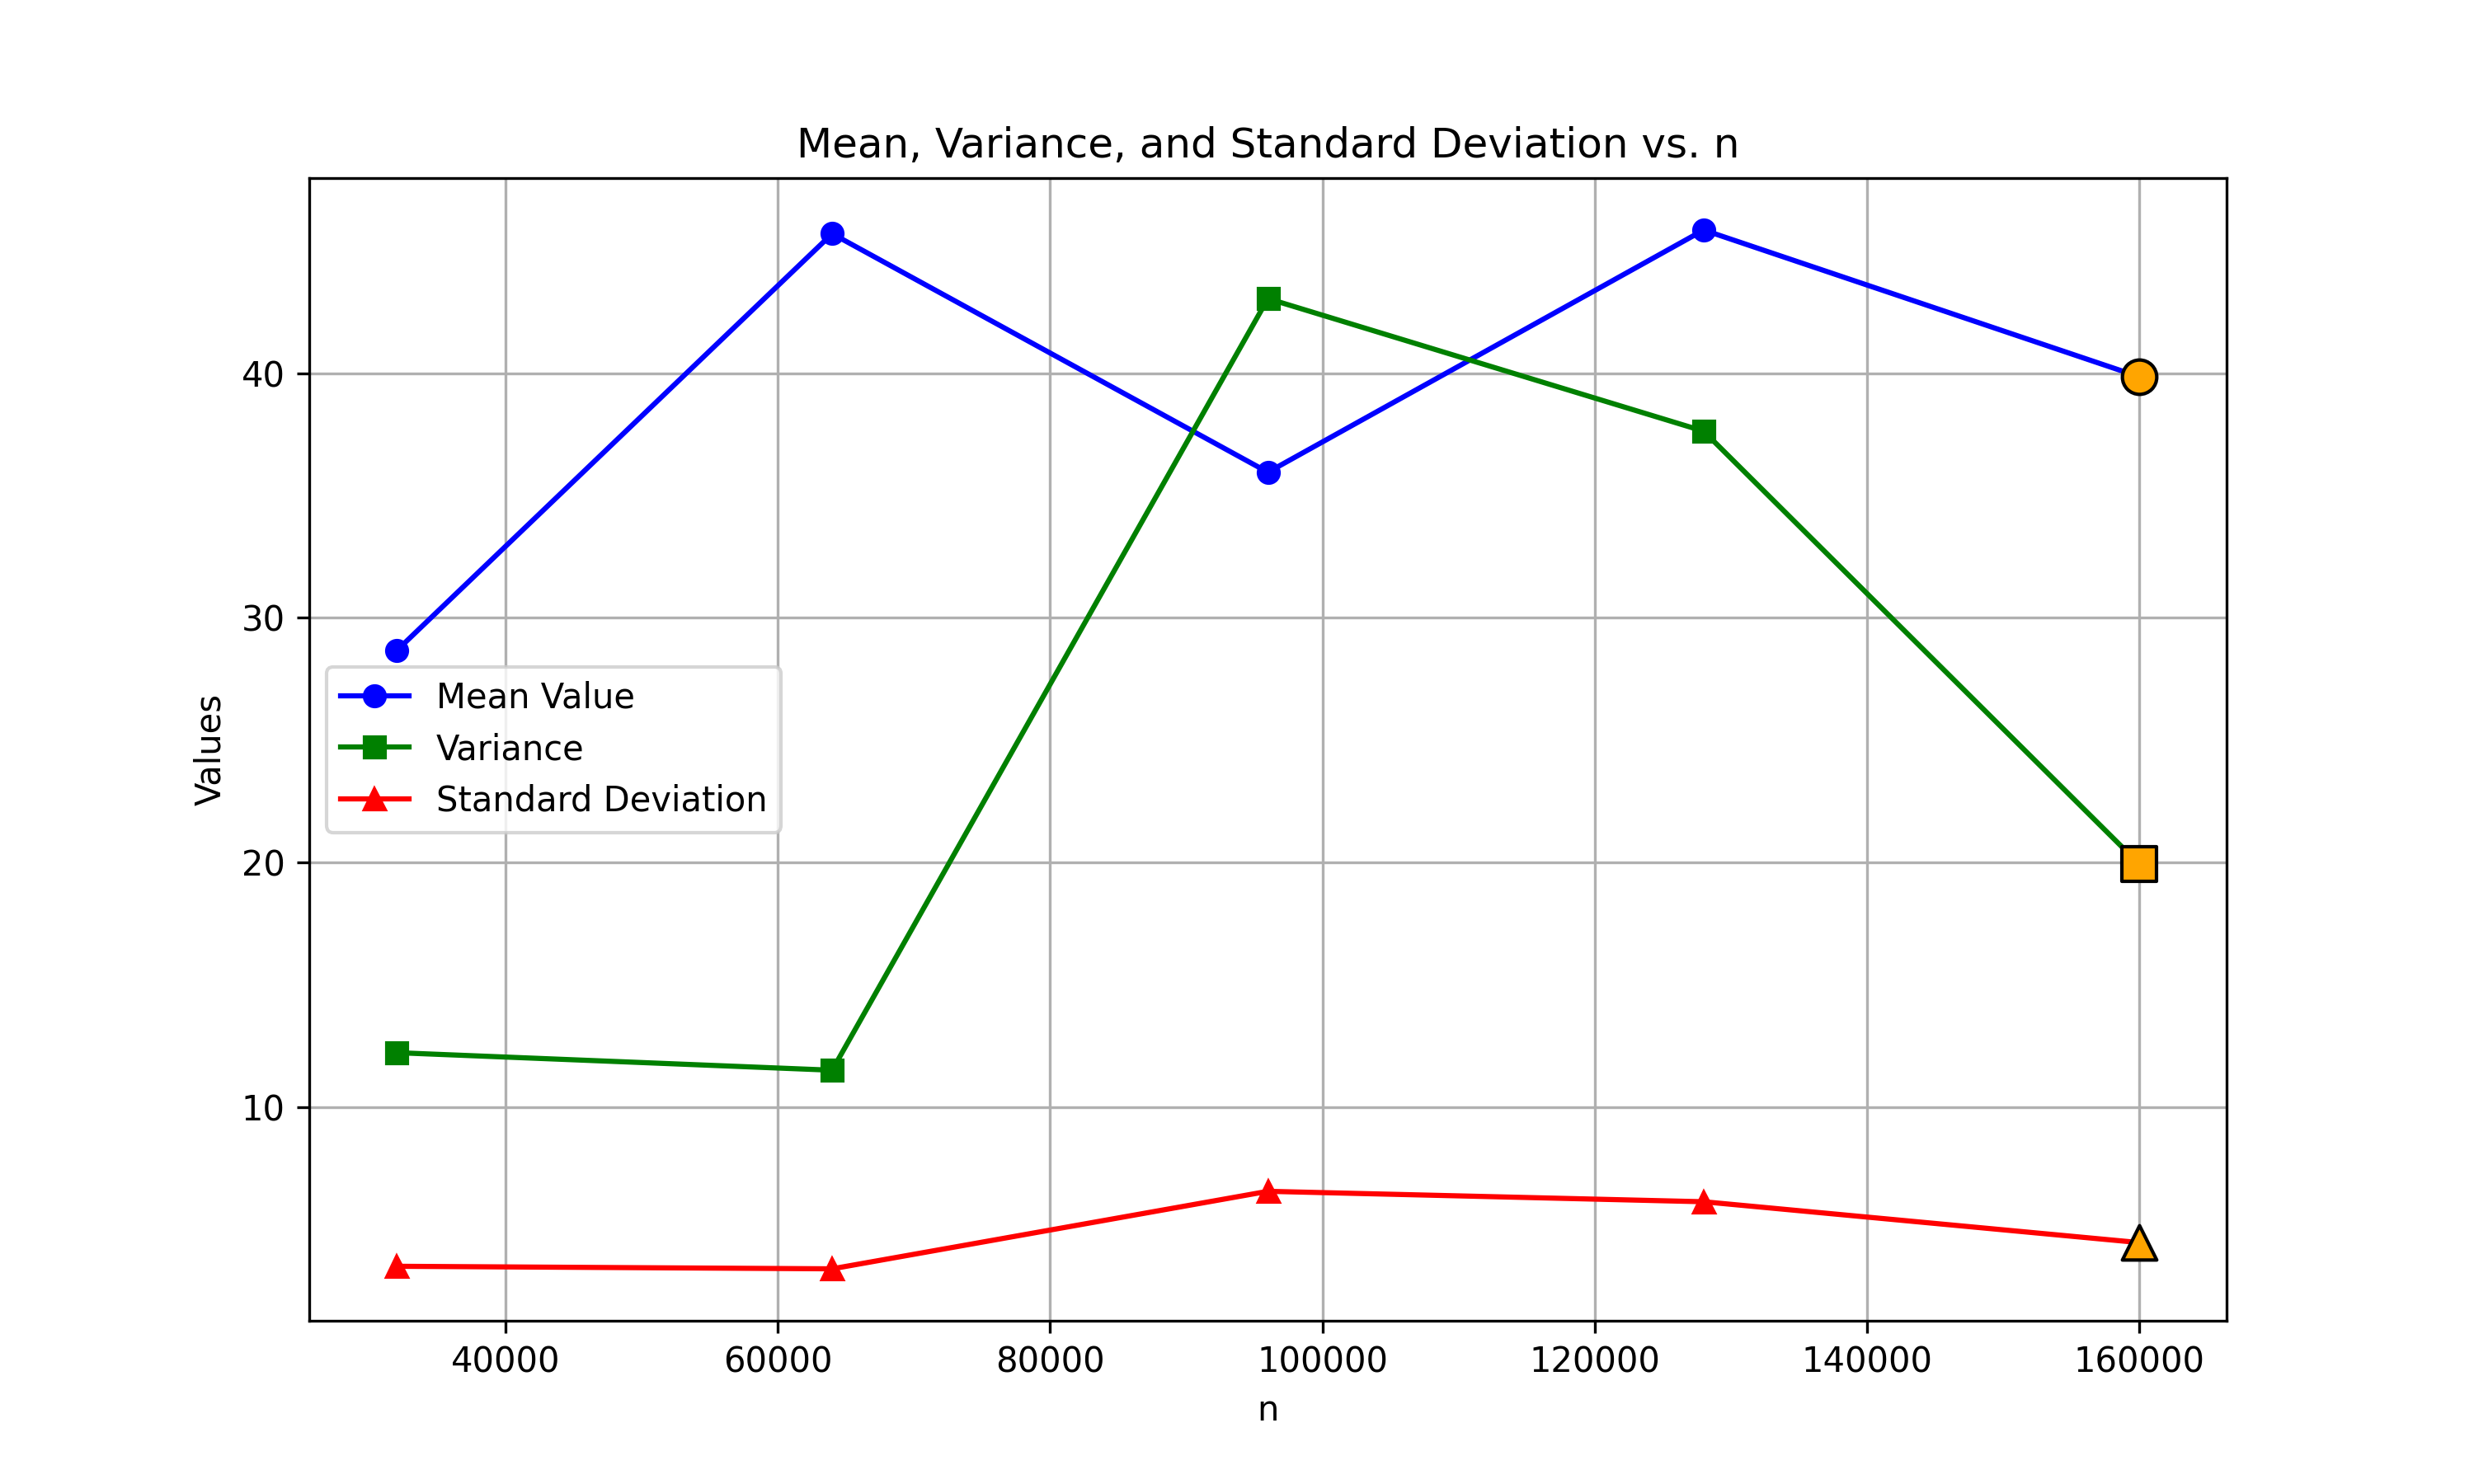 Mean, Variance, and Standard Deviation vs. n
Values
40
30
20
10
Mean Value
Variance
Standard Deviation
40000 60000 80000 100000 120000 140000 160000
n